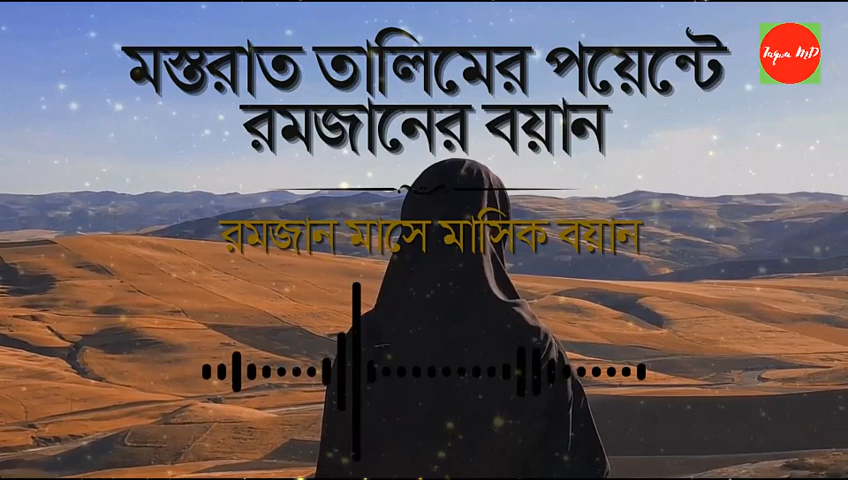 মস্তরাত তালিমের পয়েন্টে
রমজানের বয়ান
রমজান মাসে মাসিক বয়ান